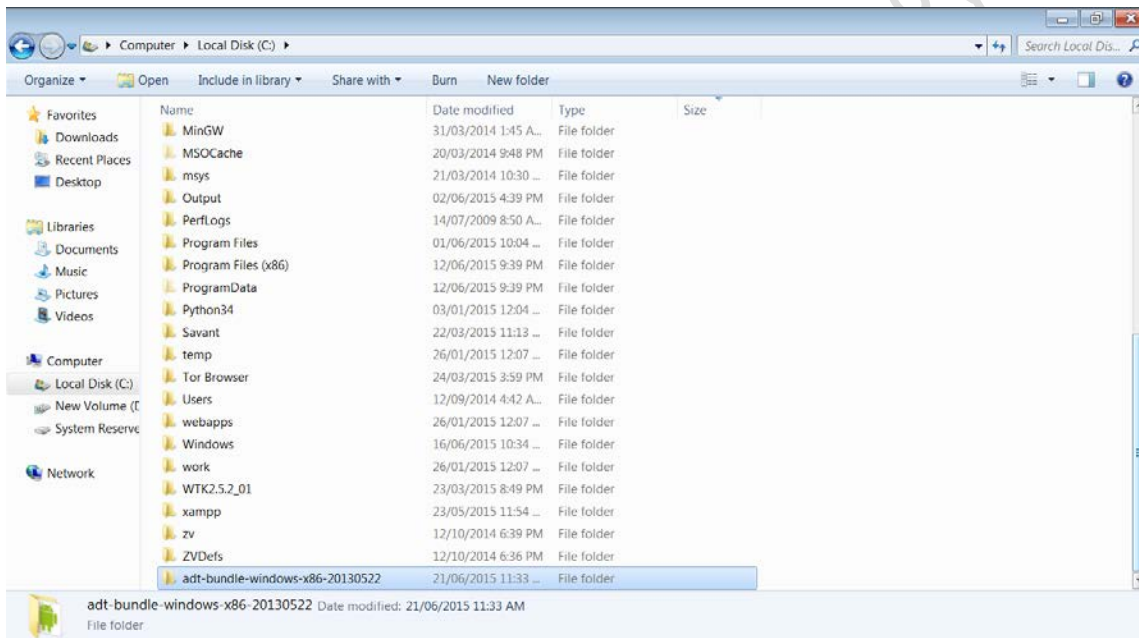 Computer ▸ Local Disk (C:) ▸ Search Local Dis...
Organize Open Include in library Share with Burn New folder
Favorites
Downloads
Recent Places
Desktop
Libraries
Documents
Music
Pictures
Videos
Computer
Local Disk (C:)
New Volume (D
System Reserve
Network
Name Date modified Type Size
MinGW 31/03/2014 1:45 A... File folder
MSOCache 20/03/2014 9:48 PM File folder
msys 21/03/2014 10:30 ... File folder
Output 02/06/2015 4:39 PM File folder
PerfLogs 14/07/2009 8:50 A... File folder
Program Files 01/06/2015 10:04 ... File folder
Program Files (x86) 12/06/2015 9:39 PM File folder
ProgramData 12/06/2015 9:39 PM File folder
Python34 03/01/2015 12:04 ... File folder
Savant 22/03/2015 11:13 ... File folder
temp 26/01/2015 12:07 ... File folder
Tor Browser 24/03/2015 3:59 PM File folder
Users 12/09/2014 4:42 A... File folder
webapps 26/01/2015 12:07 ... File folder
Windows 16/06/2015 10:34 ... File folder
work 26/01/2015 12:07 ... File folder
WTK2.5.2_01 23/03/2015 8:49 PM File folder
xampp 23/05/2015 11:54 ... File folder
zv 12/10/2014 6:39 PM File folder
ZVDefs 12/10/2014 6:36 PM File folder
adt-bundle-windows-x86-20130522 21/06/2015 11:33 ... File folder
adt-bundle-windows-x86-20130522 Date modified: 21/06/2015 11:33 AM
File folder